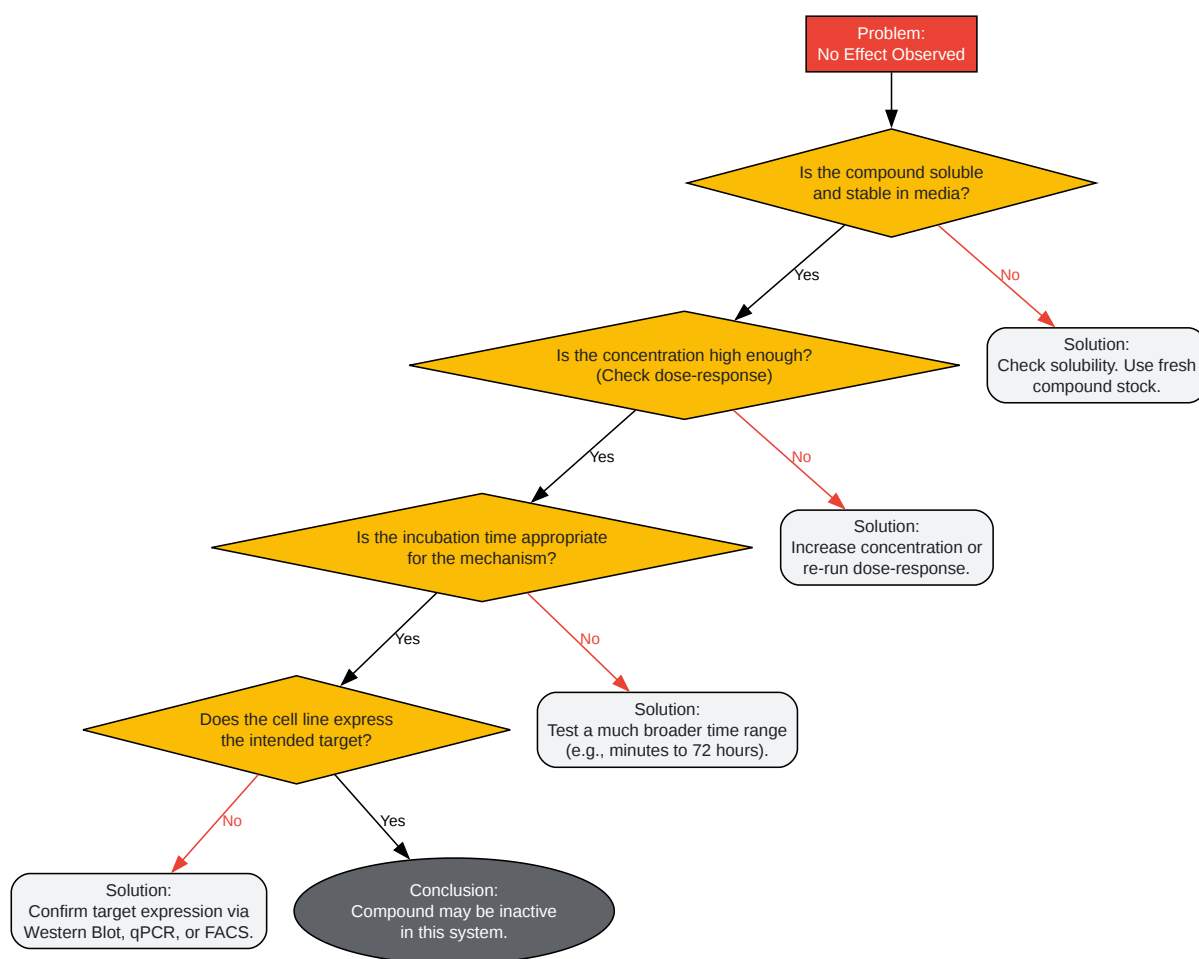 Problem:
No Effect Observed
Is the compound soluble
and stable in media?
Yes
No
Is the concentration high enough?
(Check dose-response)
Solution:
Check solubility. Use fresh
compound stock.
Yes
No
Is the incubation time appropriate
for the mechanism?
Solution:
Increase concentration or
re-run dose-response.
Yes
No
Does the cell line express
the intended target?
Solution:
Test a much broader time range
(e.g., minutes to 72 hours).
No
Yes
Solution:
Confirm target expression via
Western Blot, qPCR, or FACS.
Conclusion:
Compound may be inactive
in this system.